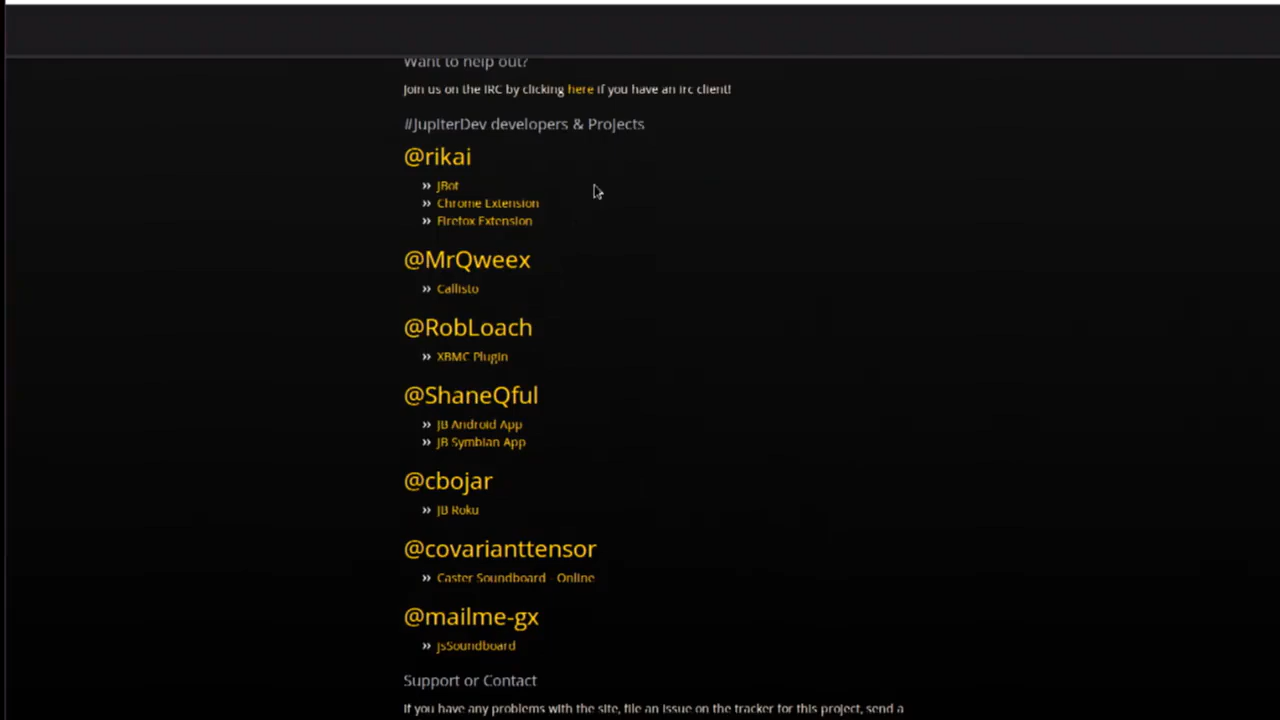 Want to help out?
Join us on the IRC by clicking here if you have an irc client!
#JupiterDev developers & Projects
@rikai
» JBot
» Chrome Extension
» Firefox Extension
@MrQweex
» Callisto
@RobLoach
» XBMC Plugin
@ShaneQful
» JB Android App
» JB Symbian App
@cbojar
» JB Roku
@covarianttensor
» Caster Soundboard - Online
@mailme-gx
» jsSoundboard
Support or Contact
If you have any problems with the site, file an issue on the tracker for this project, send a